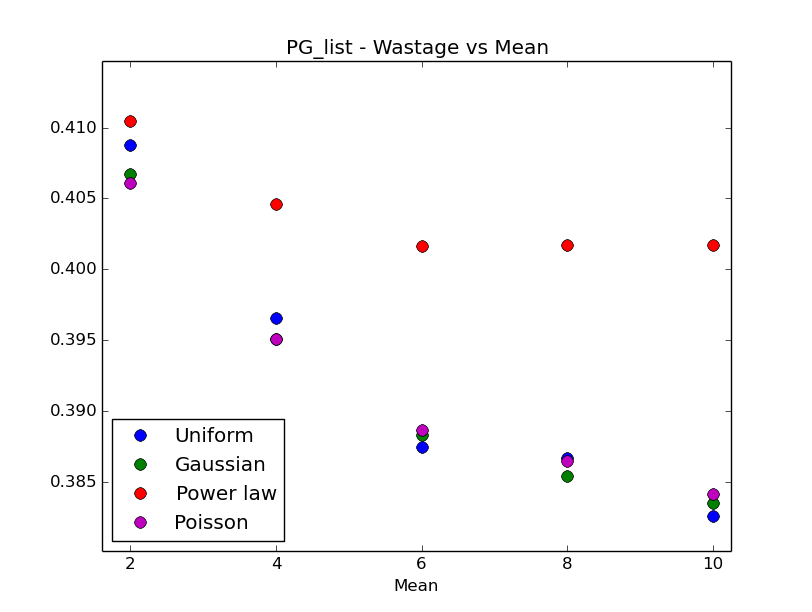 PG_list - Wastage vs Mean
0.410
0.405
0.400
0.395
0.390
0.385
Uniform
Gaussian
Power law
Poisson
2 4 6 8 10
Mean